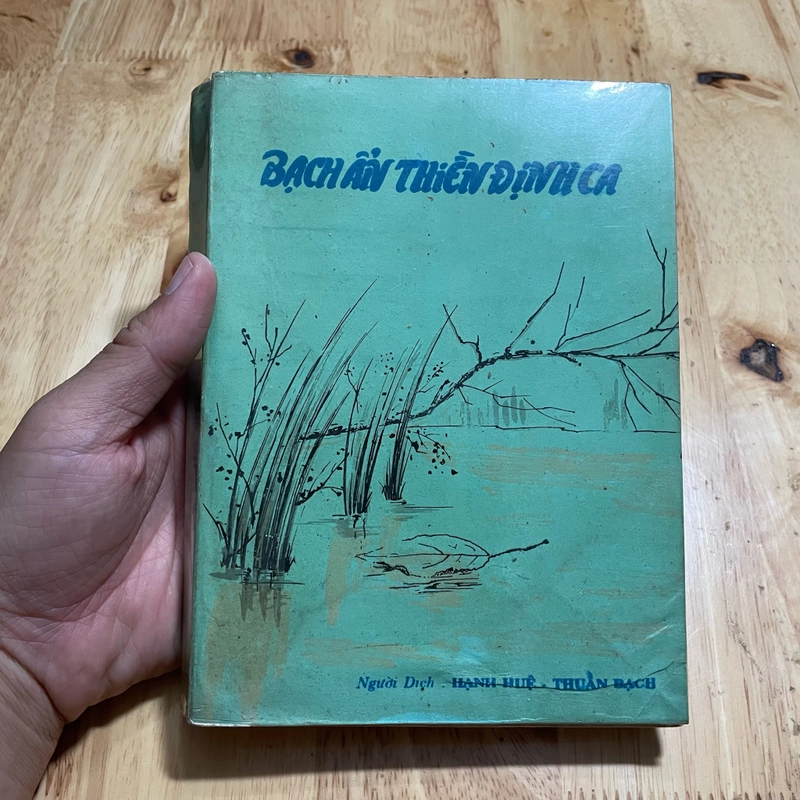 BẠCH ẨN THIỀN ĐỊNH CA
Người Dịch . HẠNH HUỆ - THUẦN BẠCH